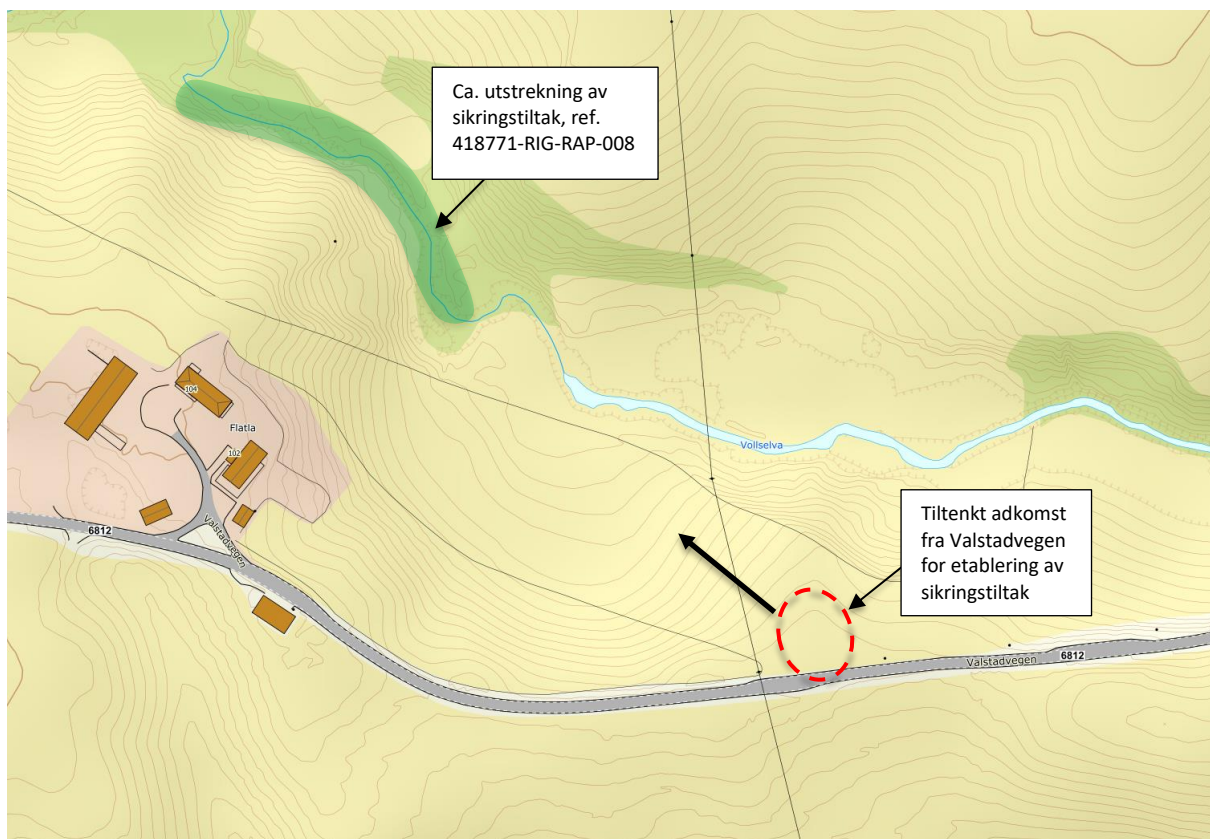 Ca. utstrekning av
sikringstiltak, ref.
418771-RIG-RAP-008
104
Flatla
102
Vollselva
Tiltenkt adkomst
fra Valstadvegen
for etablering av
sikringstiltak
6812
Valstadvegen
Valstadvegen
6812